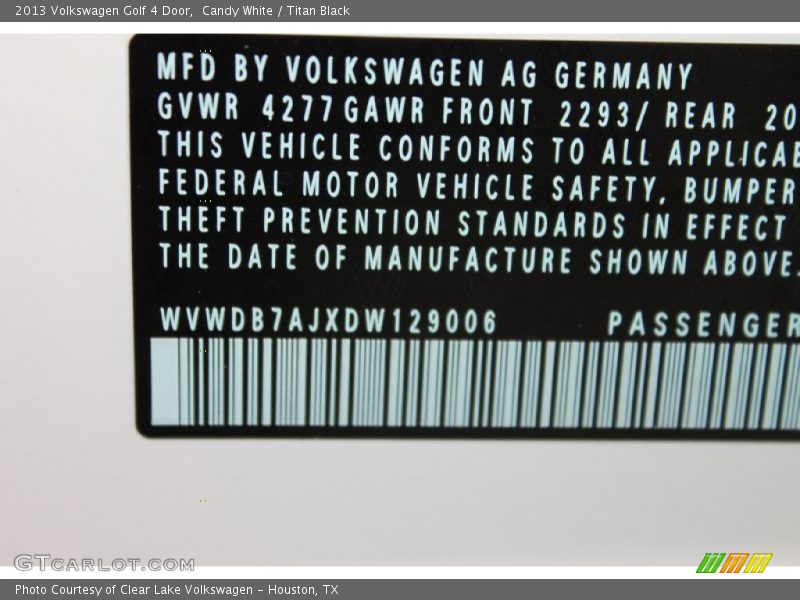 2013 Volkswagen Golf 4 Door, Candy White / Titan Black
MFD BY VOLKSWAGEN AG GERMANY
GVWR 4277 GAWR FRONT 2293/ REAR 20
THIS VEHICLE CONFORMS TO ALL APPLICAB
FEDERAL MOTOR VEHICLE SAFETY, BUMPER
THEFT PREVENTION STANDARDS IN EFFECT
THE DATE OF MANUFACTURE SHOWN ABOVE.
WVWDB7AJXDW129006 PASSENGER
GTCARLOT.COM
Photo Courtesy of Clear Lake Volkswagen – Houston, TX